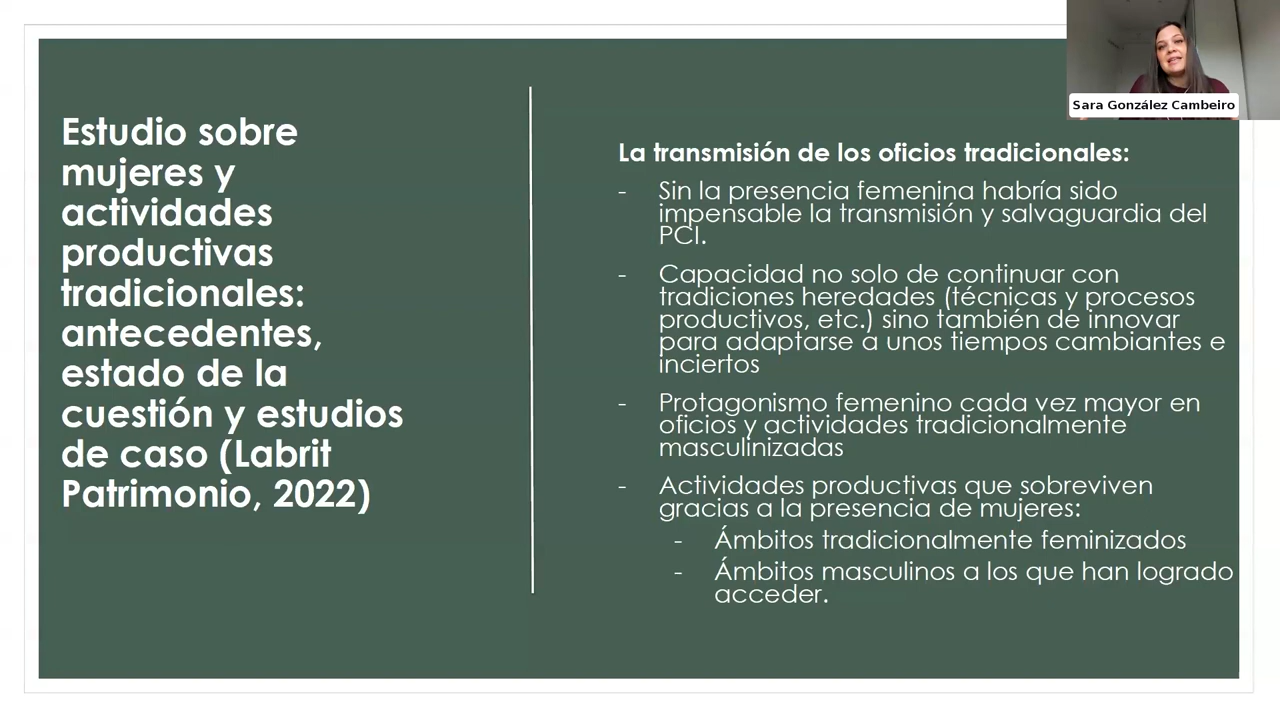 Estudio sobre
mujeres y
actividades
productivas
tradicionales:
antecedentes,
estado de la
cuestión y estudios
de caso (Labrit
Patrimonio, 2022)
Sara González Cambeiro
La transmisión de los oficios tradicionales:
- Sin la presencia femenina habría sido
impensable la transmisión y salvaguardia del
PCI.
- Capacidad no solo de continuar con
tradiciones heredades (técnicas y procesos
productivos, etc.) sino también de innovar
para adaptarse a unos tiempos cambiantes e
inciertos
- Protagonismo femenino cada vez mayor en
oficios y actividades tradicionalmente
masculinizadas
- Actividades productivas que sobreviven
gracias a la presencia de mujeres:
- Ámbitos tradicionalmente feminizados
- Ámbitos masculinos a los que han logrado
acceder.